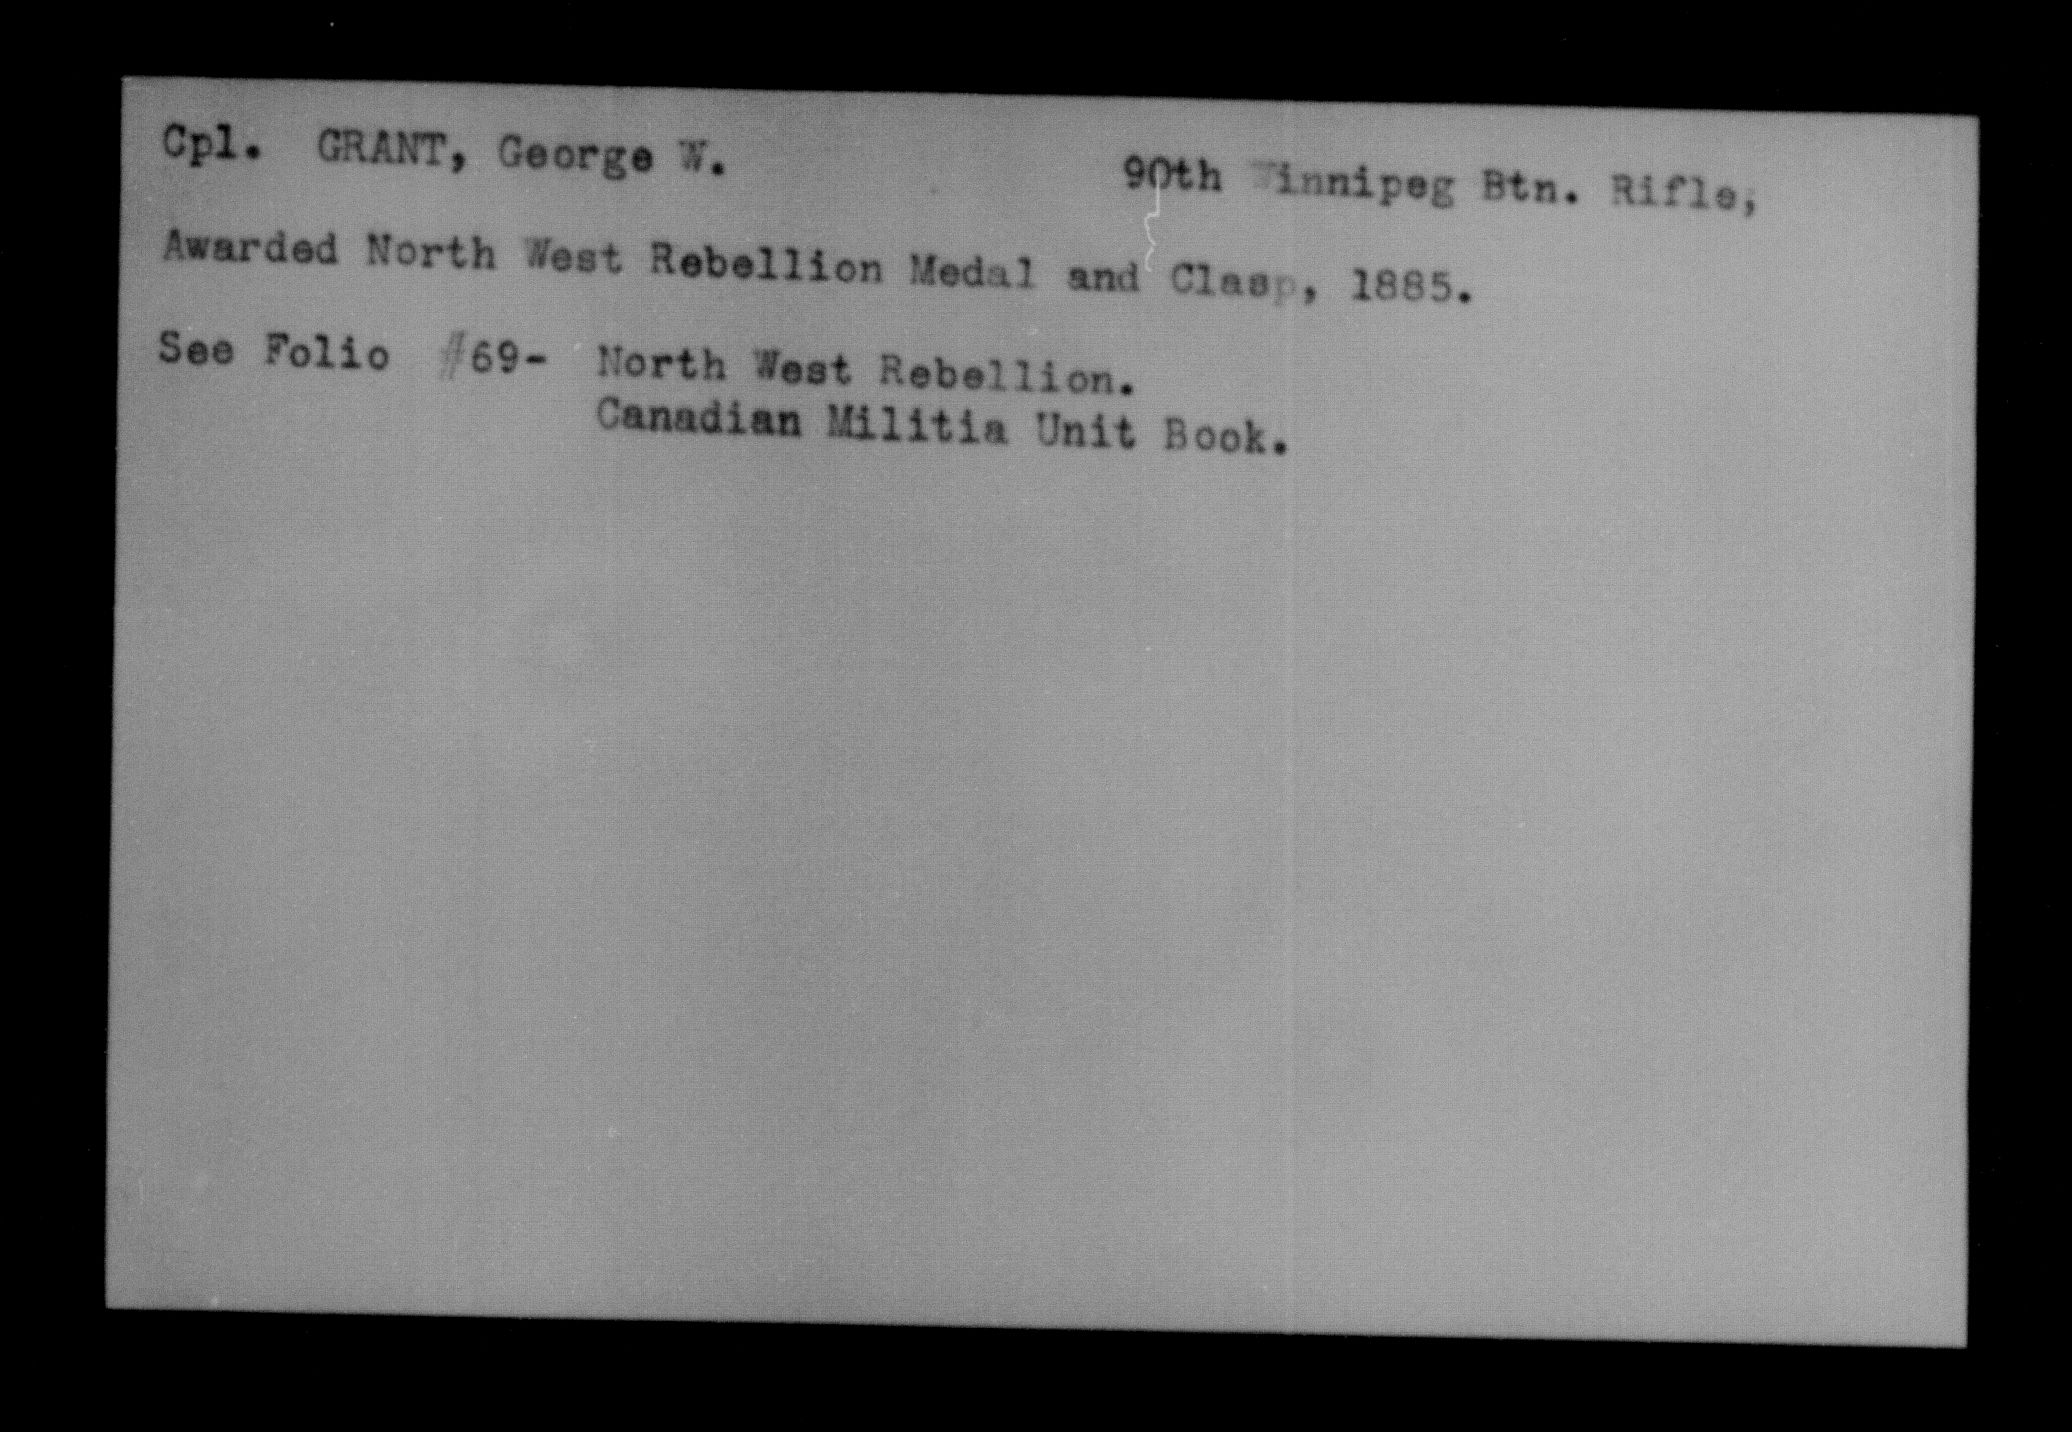 Cpl. GRANT, George W. 90th Winnipeg Btn. Rifle,
Awarded North West Rebellion Medal and Clasp, 1885.
See Folio #69- North West Rebellion.
Canadian Militia Unit Book.